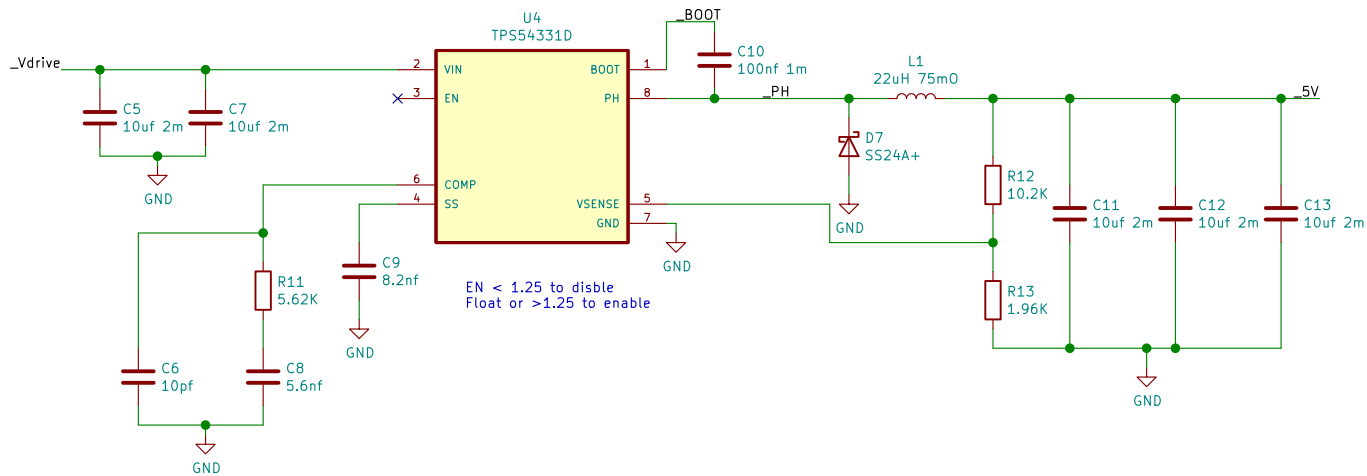 U4
TPS54331D
_BOOT
_Vdrive
2
VIN
BOOT
1
C10
100nf 1m
L1
22uH 75mO
3
EN
PH
8
_PH
_5V
C5
10uf 2m
C7
10uf 2m
D7
SS24A+
GND
6
COMP
4
SS
VSENSE
5
GND
7
R12
10.2K
C11
10uf 2m
C12
10uf 2m
C13
10uf 2m
GND
GND
C9
8.2nf
R11
5.62K
EN < 1.25 to disble
Float or >1.25 to enable
R13
1.96K
GND
C6
10pf
C8
5.6nf
GND
GND